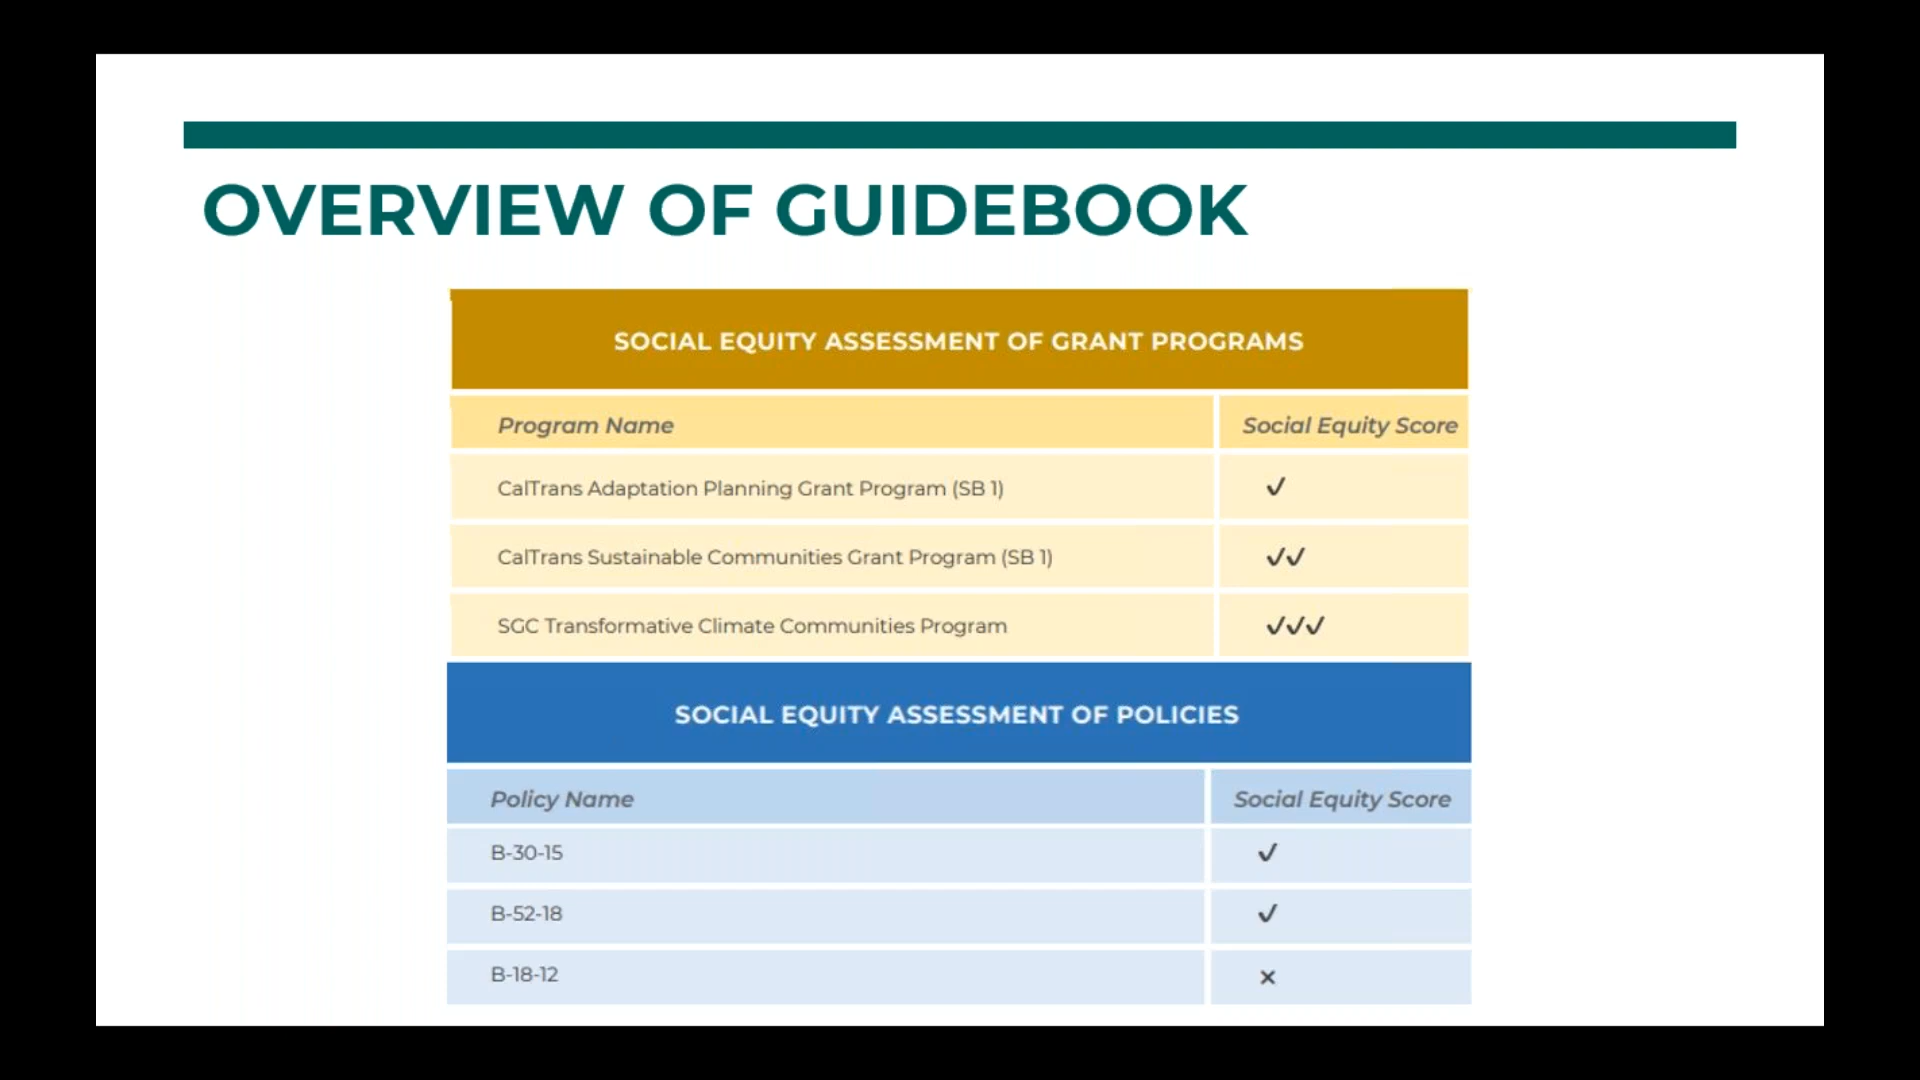 OVERVIEW OF GUIDEBOOK
SOCIAL EQUITY ASSESSMENT OF GRANT PROGRAMS
Program Name Social Equity Score
CalTrans Adaptation Planning Grant Program (SB 1) ✓
CalTrans Sustainable Communities Grant Program (SB 1) ✓✓
SGC Transformative Climate Communities Program ✓✓✓
SOCIAL EQUITY ASSESSMENT OF POLICIES
Policy Name Social Equity Score
B-30-15 ✓
B-52-18 ✓
B-18-12 ×